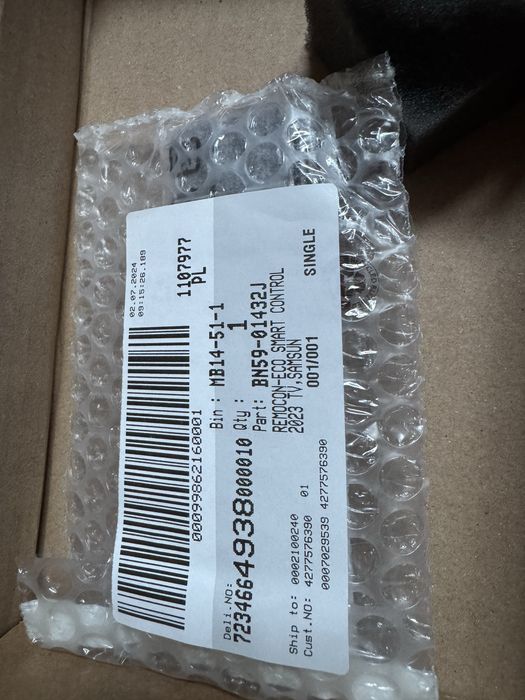 02.07.2024
09:15:26.189
1107977
PL
000999862160001
Bin : MB14-51-1
Deli.NO:
7234664938000010 Qty : 1
Part: BN59-01432J
REMOCON-ECO SMART CONTROL
2023 TV,SAMSUN
001/001
SINGLE
Ship to: 0002100240 01
Cust.NO: 4277576390
0007029539 4277576390